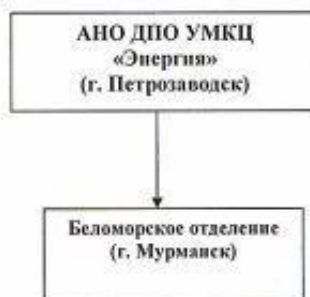 АНО ДПО УМКЦ
«Энергия»
(г. Петрозаводск)
Беломорское отделение
(г. Мурманск)